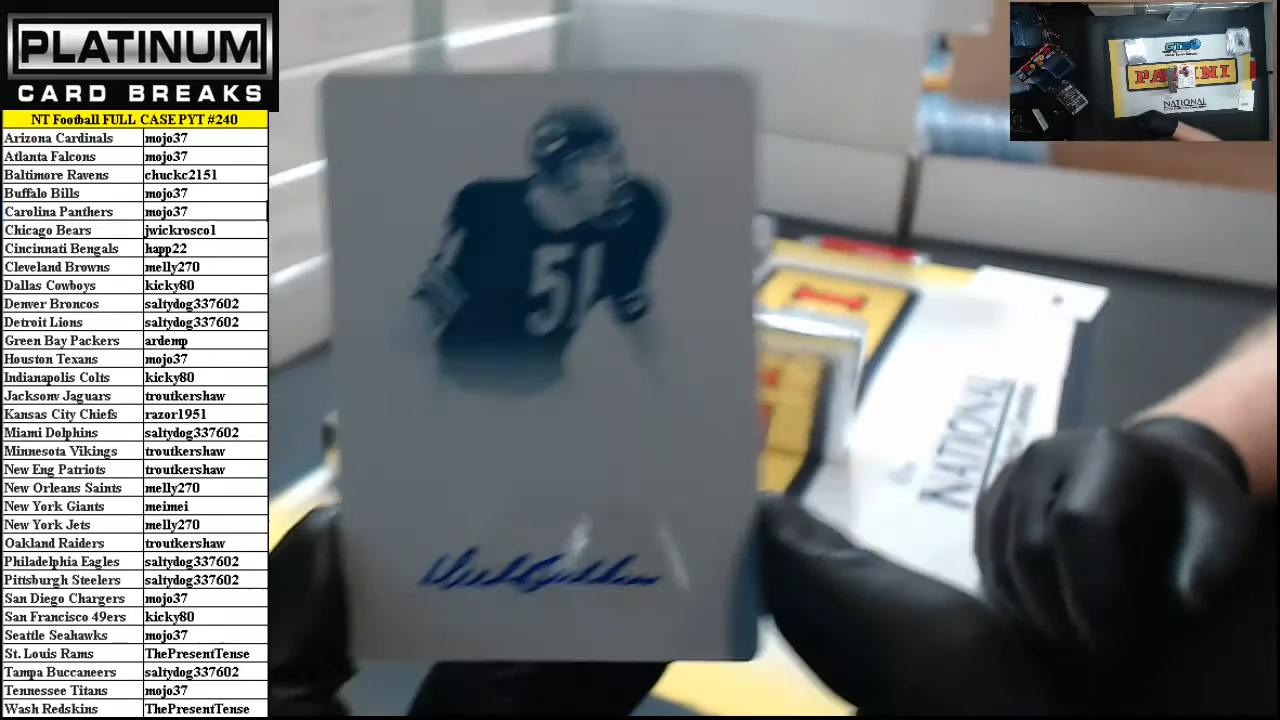 PLATINUM
CARD BREAKS
NT Football FULL CASE PYT #240
Arizona Cardinals mojo37
Atlanta Falcons mojo37
Baltimore Ravens chuckc2151
Buffalo Bills mojo37
Carolina Panthers mojo37
Chicago Bears jwickrosco1
Cincinnati Bengals happ22
Cleveland Browns melly270
Dallas Cowboys kicky80
Denver Broncos saltydog337602
Detroit Lions saltydog337602
Green Bay Packers ardemp
Houston Texans mojo37
Indianapolis Colts kicky80
Jacksonv Jaguars troutkershaw
Kansas City Chiefs razor1951
Miami Dolphins saltydog337602
Minnesota Vikings troutkershaw
New Eng Patriots troutkershaw
New Orleans Saints melly270
New York Giants meimei
New York Jets melly270
Oakland Raiders troutkershaw
Philadelphia Eagles saltydog337602
Pittsburgh Steelers saltydog337602
San Diego Chargers mojo37
San Francisco 49ers kicky80
Seattle Seahawks mojo37
St. Louis Rams ThePresentTense
Tampa Buccaneers saltydog337602
Tennessee Titans mojo37
Wash Redskins ThePresentTense
51
NATIONAL
GTS
PANINI
NATIONAL